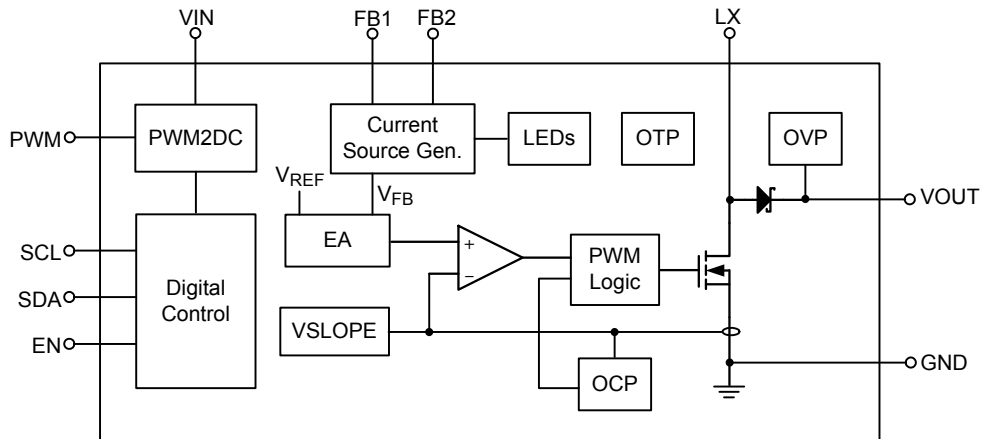 VIN
FB1
FB2
LX
PWM
PWM2DC
Current
Source Gen.
LEDs
OTP
OVP
VREF
VFB
VOUT
EA
+
−
PWM
Logic
SCL
SDA
EN
Digital
Control
VSLOPE
OCP
GND